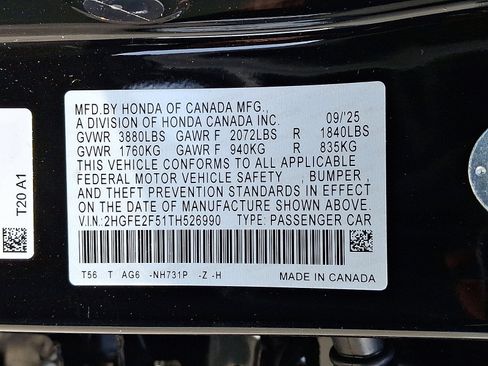 MFD.BY HONDA OF CANADA MFG.,
A DIVISION OF HONDA CANADA INC. 09/'25
GVWR 3880LBS GAWR F 2072LBS R 1840LBS
GVWR 1760KG GAWR F 940KG R 835KG
THIS VEHICLE CONFORMS TO ALL APPLICABLE
FEDERAL MOTOR VEHICLE SAFETY , BUMPER ,
AND THEFT PREVENTION STANDARDS IN EFFECT
ON THE DATE OF MANUFACTURE SHOWN ABOVE.
V.I.N.:2HGFE2F51TH526990 TYPE: PASSENGER CAR
T56 T AG6 -NH731P -Z -H MADE IN CANADA
T20 A1